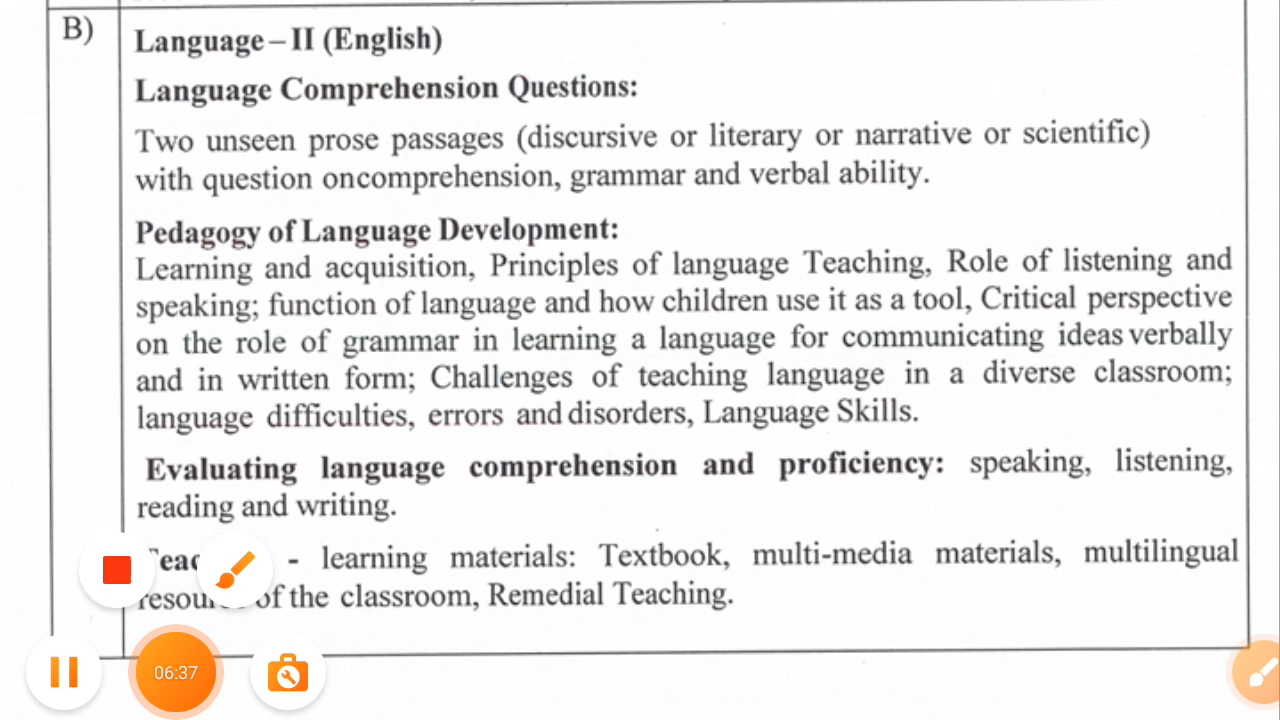 B)
Language – II (English)
Language Comprehension Questions:
Two unseen prose passages (discursive or literary or narrative or scientific)
with question oncomprehension, grammar and verbal ability.
Pedagogy of Language Development:
Learning and acquisition, Principles of language Teaching, Role of listening and
speaking; function of language and how children use it as a tool, Critical perspective
on the role of grammar in learning a language for communicating ideas verbally
and in written form; Challenges of teaching language in a diverse classroom;
language difficulties, errors and disorders, Language Skills.
Evaluating language comprehension and proficiency: speaking, listening,
reading and writing.
- learning materials: Textbook, multi-media materials, multilingual
of the classroom, Remedial Teaching.
06:37